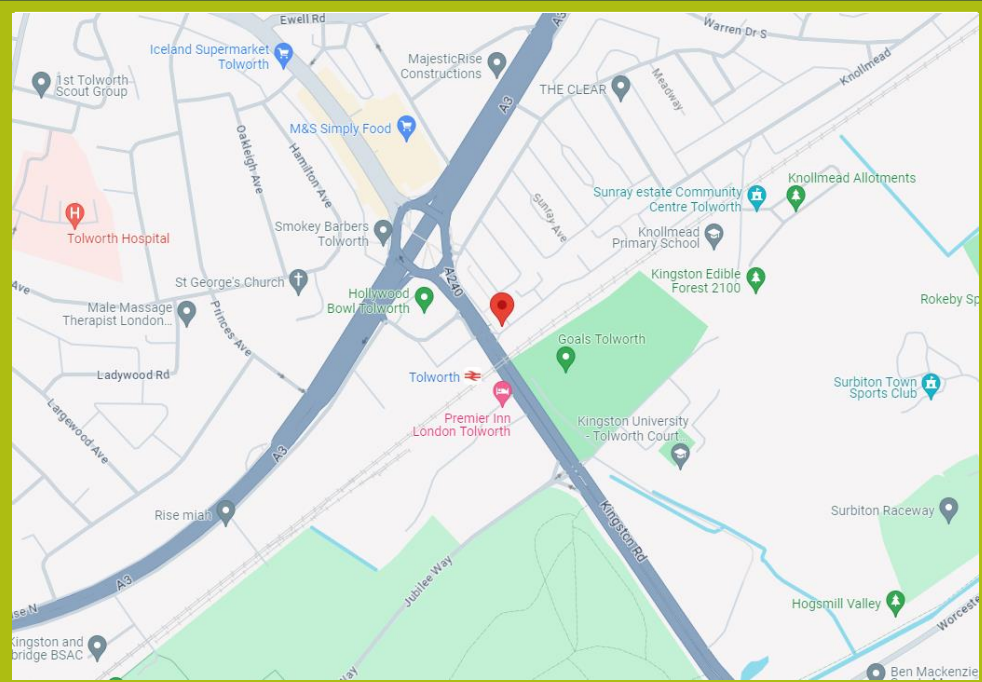 Ewell Rd
A3
Warren Dr S
Iceland Supermarket
Tolworth
MajesticRise
Constructions
Knollmead
1st Tolworth
Scout Group
THE CLEAR
Meadway
A3
M&S Simply Food
Oakleigh Ave
Hamilton Ave
Knollmead Allotments
Sunray estate Community
Centre Tolworth
H
Tolworth Hospital
Sunray Ave
Smokey Barbers
Tolworth
Knollmead
Primary School
St George's Church
A240
Kingston Edible
Forest 2100
Ave
Hollywood
Bowl Tolworth
Rokeby Sp
Male Massage
Therapist London...
Princes Ave
Goals Tolworth
Ladywood Rd
Tolworth
Surbiton Town
Sports Club
Premier Inn
London Tolworth
Kingston University
- Tolworth Court
Largewood Ave
A3
Rise miah
Surbiton Raceway
Kingston Rd
Jubilee Way
A3
se N
Hogsmill Valley
Worceste
Kingston and
bridge BSAC
Way
Ben Mackenzie